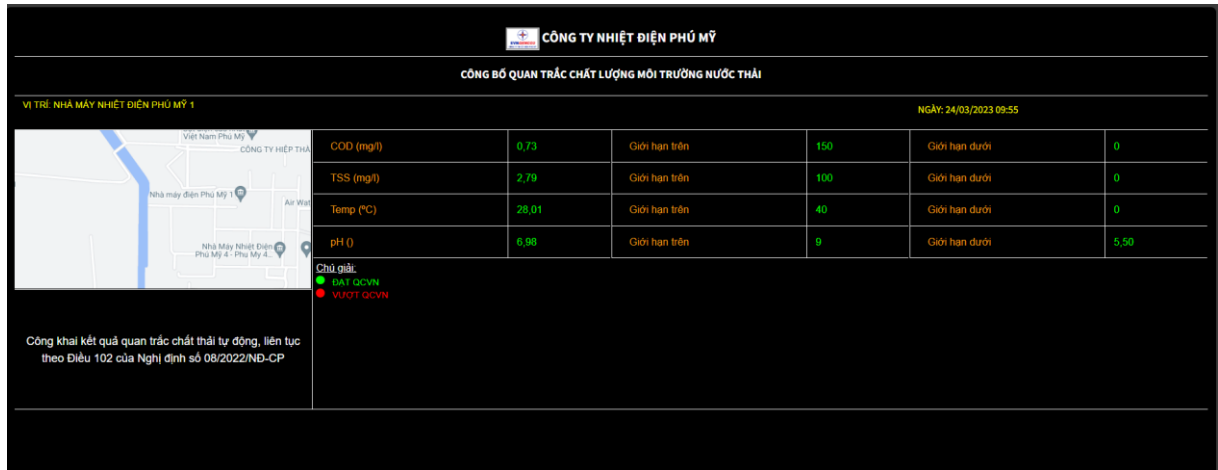 CÔNG TY NHIỆT ĐIỆN PHÚ MỸ
CÔNG BỐ QUAN TRẮC CHẤT LƯỢNG MÔI TRƯỜNG NƯỚC THẢI
VỊ TRÍ: NHÀ MÁY NHIỆT ĐIỆN PHÚ MỸ 1
NGÀY: 24/03/2023 09:55
Việt Nam Phú Mỹ
CÔNG TY HIỆP THÀ
Nhà máy điện Phú Mỹ 1
Air Wat
Nhà Máy Nhiệt Điện
Phú Mỹ 4 - Phu My 4...
COD (mg/l) 0,73 Giới hạn trên 150 Giới hạn dưới 0
TSS (mg/l) 2,79 Giới hạn trên 100 Giới hạn dưới 0
Temp (ºC) 28,01 Giới hạn trên 40 Giới hạn dưới 0
pH () 6,98 Giới hạn trên 9 Giới hạn dưới 5,50
Chú giải:
ĐẠT QCVN
VƯỢT QCVN
Công khai kết quả quan trắc chất thải tự động, liên tục
theo Điều 102 của Nghị định số 08/2022/NĐ-CP